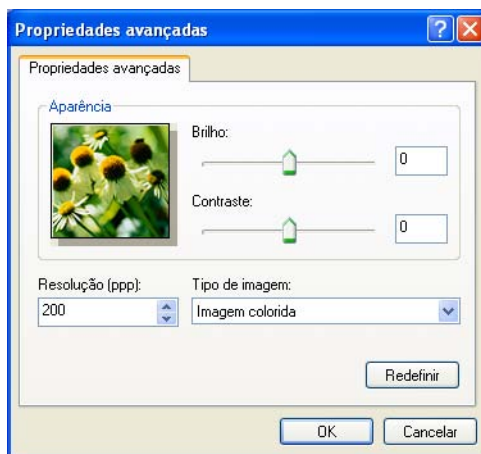 Propriedades avançadas
Propriedades avançadas
Aparência
Brilho:
0
Contraste:
0
Resolução (ppp):
Tipo de imagem:
200
Imagem colorida
Redefinir
OK
Cancelar